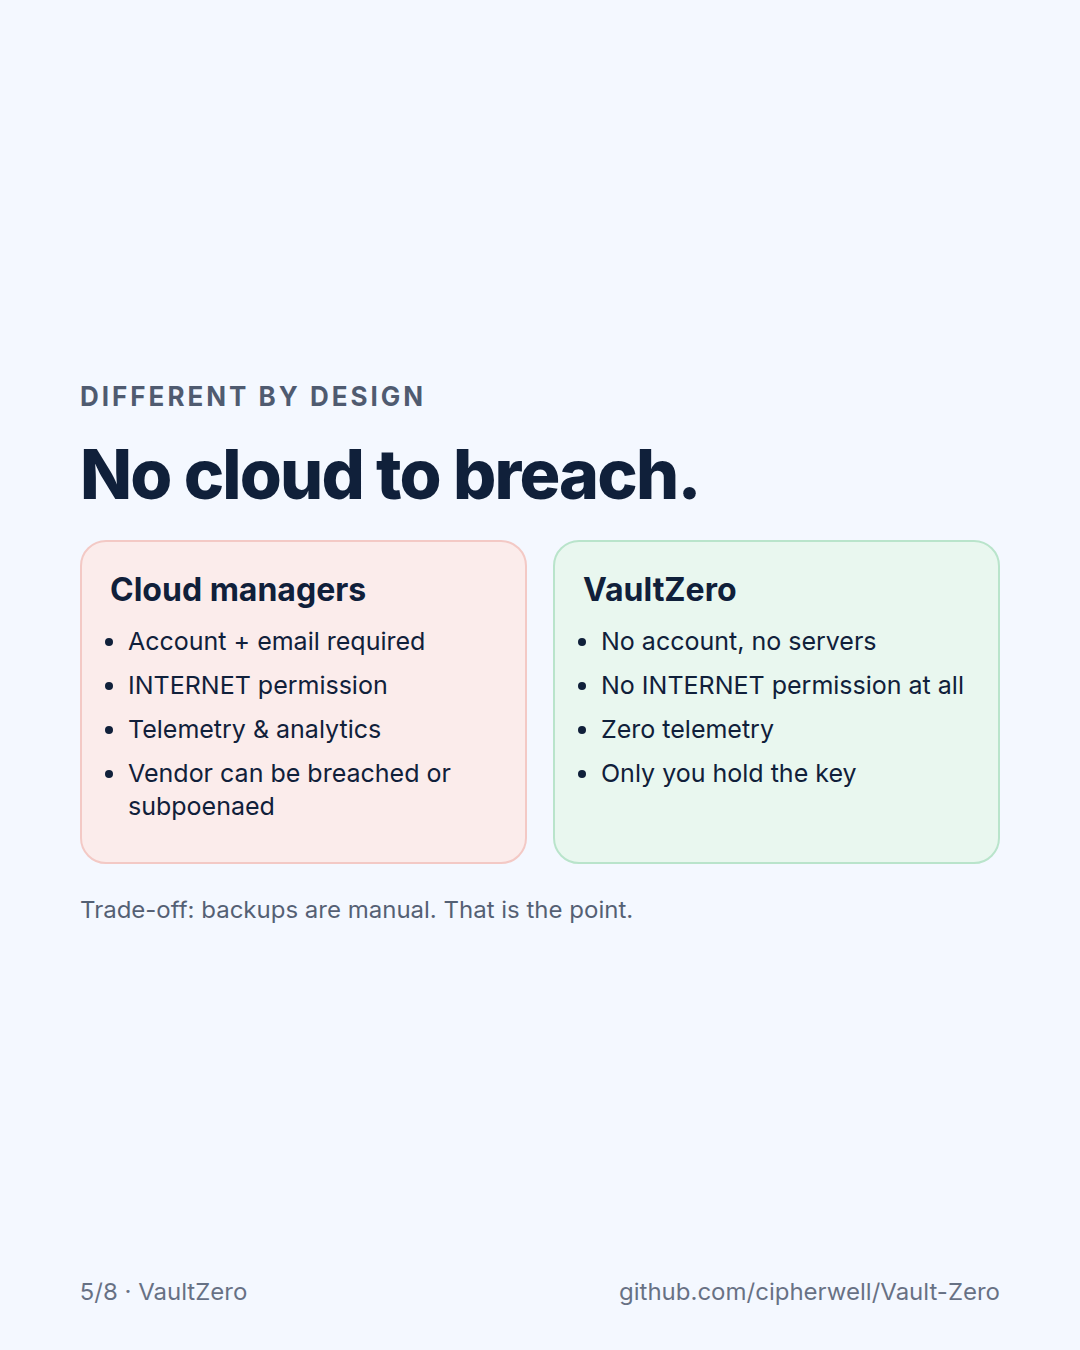 DIFFERENT BY DESIGN
No cloud to breach.
Cloud managers
• Account + email required
• INTERNET permission
• Telemetry & analytics
• Vendor can be breached or
subpoenaed
VaultZero
• No account, no servers
• No INTERNET permission at all
• Zero telemetry
• Only you hold the key
Trade-off: backups are manual. That is the point.
5/8 · VaultZero
github.com/cipherwell/Vault-Zero